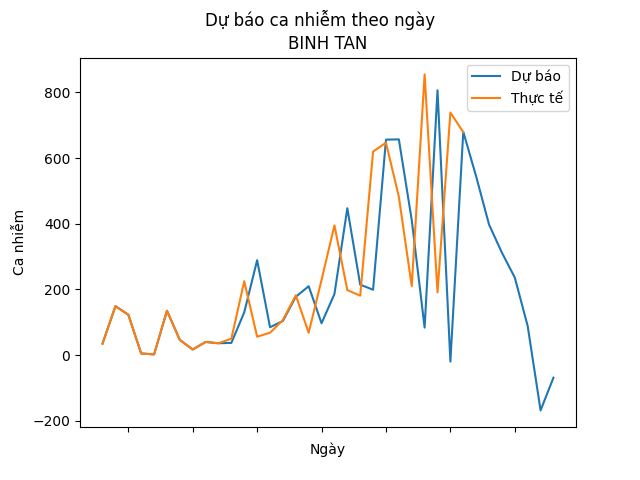 Dự báo ca nhiễm theo ngày
BINH TAN
Dự báo
Thực tế
800
600
400
200
0
−200
Ca nhiễm
Ngày